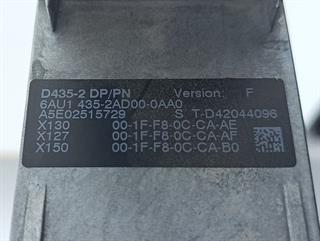 D435-2 DP/PN Version: F
6AU1 435-2AD00-0AA0
A5E02515729 S T-D42044096
X130 00-1F-F8-0C-CA-AE
X127 00-1F-F8-0C-CA-AF
X150 00-1F-F8-0C-CA-B0